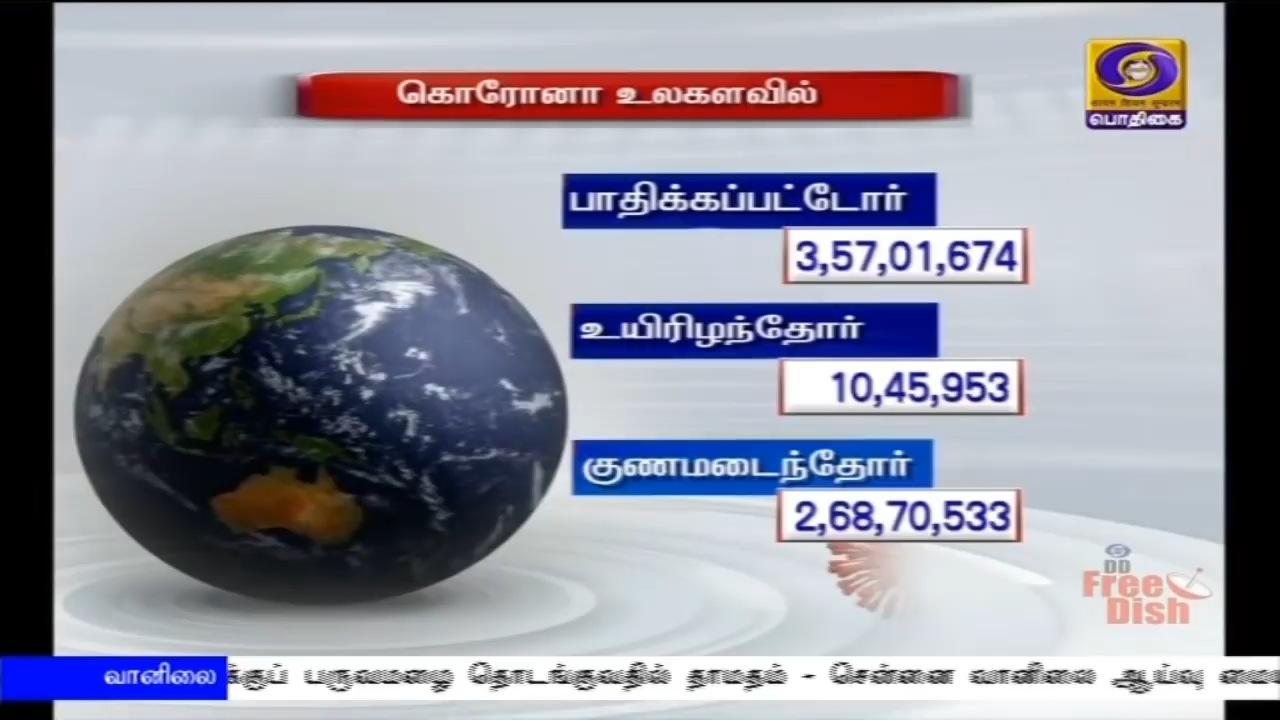 கொரோனா உலகளவில்
பொதிகை
பாதிக்கப்பட்டோர்
3,57,01,674
உயிரிழந்தோர்
10,45,953
குணமடைந்தோர்
2,68,70,533
DD
Free
Dish
வானிலை க்குப் பருவமழை தொடங்குவதில் தாமதம் - சென்னை வானிலை ஆய்வு மைய